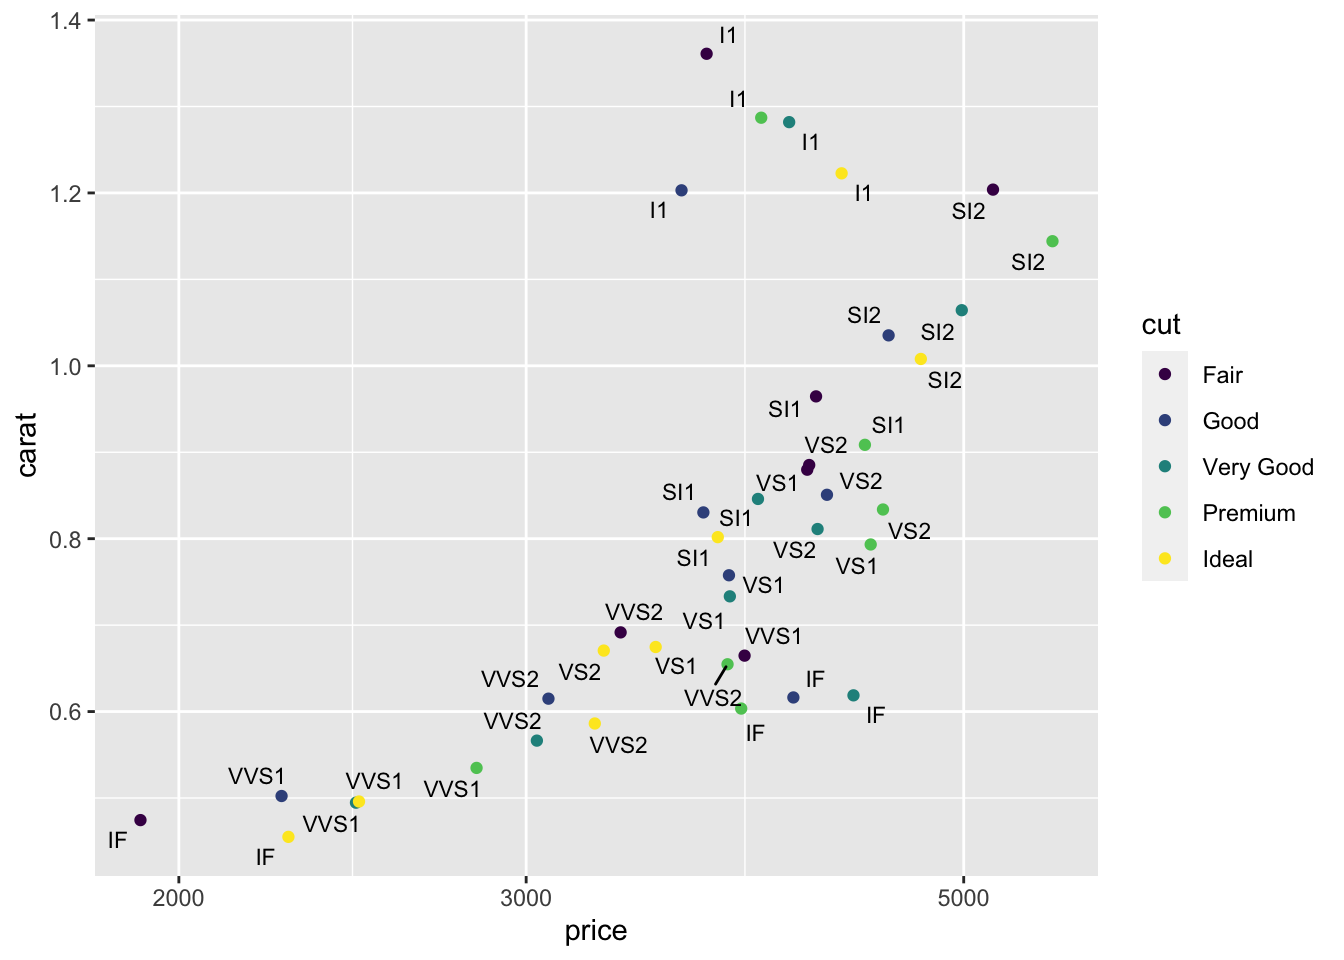 1.4
I1
I1
I1
1.2
I1
I1
SI2
SI2
SI2
SI2
1.0
SI2
SI1
SI1
VS2
VS1
VS2
SI1
SI1
VS2
0.8
VS2
SI1
VS1
VS1
VVS2
VS1
VVS1
VS1
VS2
VVS2
IF
VVS2
0.6
IF
VVS2
IF
VVS2
VVS1
VVS1
VVS1
VVS1
IF
IF
2000
3000
5000
price
carat
cut
Fair
Good
Very Good
Premium
Ideal